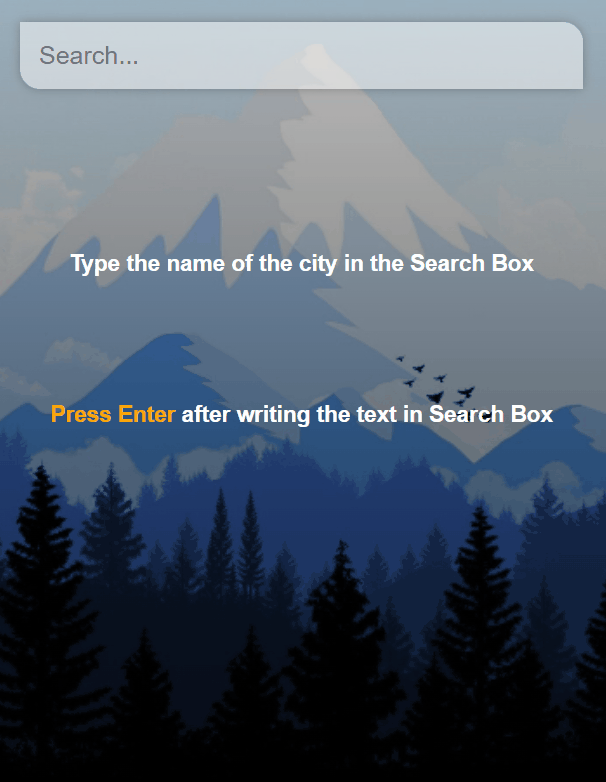 Search...
Type the name of the city in the Search Box
Press Enter after writing the text in Search Box